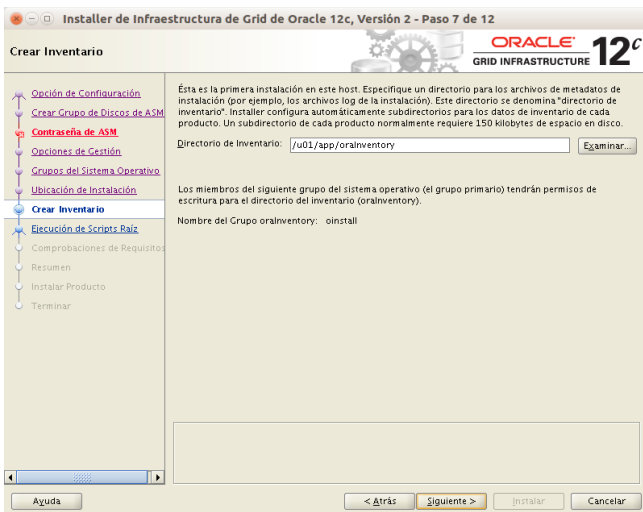 Installer de Infraestructura de Grid de Oracle 12c, Versión 2 - Paso 7 de 12
Crear Inventario
ORACLE
GRID INFRASTRUCTURE
12c
Opción de Configuración
Crear Grupo de Discos de ASM
Contraseña de ASM
Opciones de Gestión
Grupos del Sistema Operativo
Ubicación de Instalación
Crear Inventario
Ejecución de Scripts Raíz
Comprobaciones de Requisitos
Resumen
Instalar Producto
Terminar
Ésta es la primera instalación en este host. Especifique un directorio para los archivos de metadatos de
instalación (por ejemplo, los archivos log de la instalación). Este directorio se denomina "directorio de
inventario". Installer configura automáticamente subdirectorios para los datos de inventario de cada
producto. Un subdirectorio de cada producto normalmente requiere 150 kilobytes de espacio en disco.
Directorio de Inventario: /u01/app/oraInventory Examinar...
Los miembros del siguiente grupo del sistema operativo (el grupo primario) tendrán permisos de
escritura para el directorio del inventario (oraInventory).
Nombre del Grupo oraInventory: oinstall
Ayuda < Atrás Siguiente > Instalar Cancelar